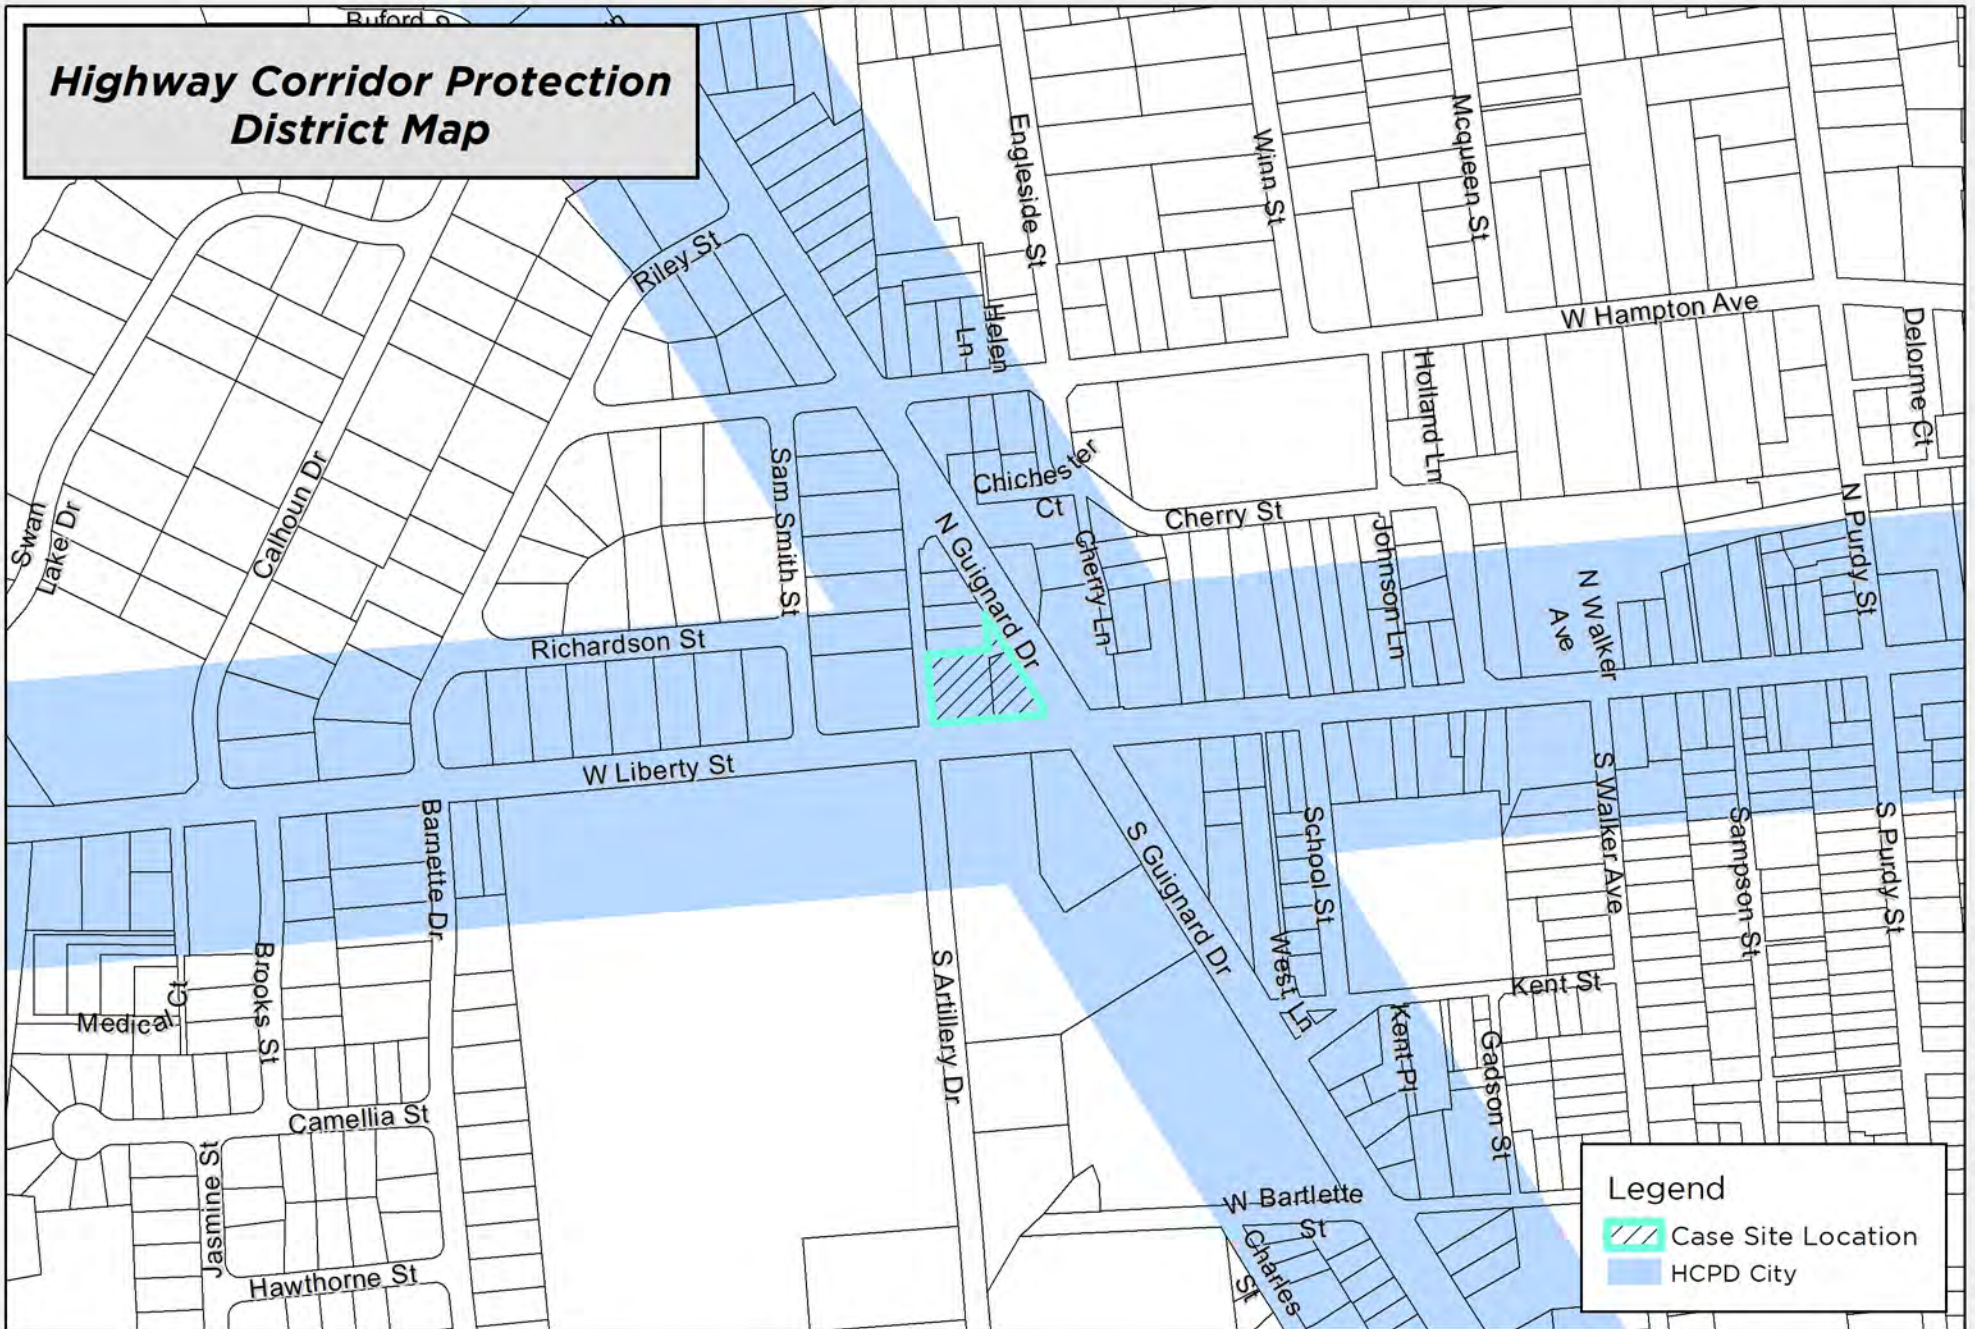 Buford
Highway Corridor Protection
District Map
Engleside St
Winn St
Mcqueen St
Riley St
Helen
Ln
W Hampton Ave
Delorme Ct
Holland Ln
Chichester
Ct
Cherry St
Sam Smith St
Calhoun Dr
Swan
Lake Dr
N Guignard Dr
Cherry Ln
Johnson Ln
N Walker
Ave
N Purdy St
Richardson St
W Liberty St
Barnette Dr
S Guignard Dr
School St
S Walker Ave
Sampson St
S Purdy St
Brooks St
Medical
Ct
S Artillery Dr
West Ln
Kent St
Kent Pl
Gadson St
Camellia St
Jasmine St
Hawthorne St
W Bartlette
St
Charles
St
Legend
Case Site Location
HCPD City